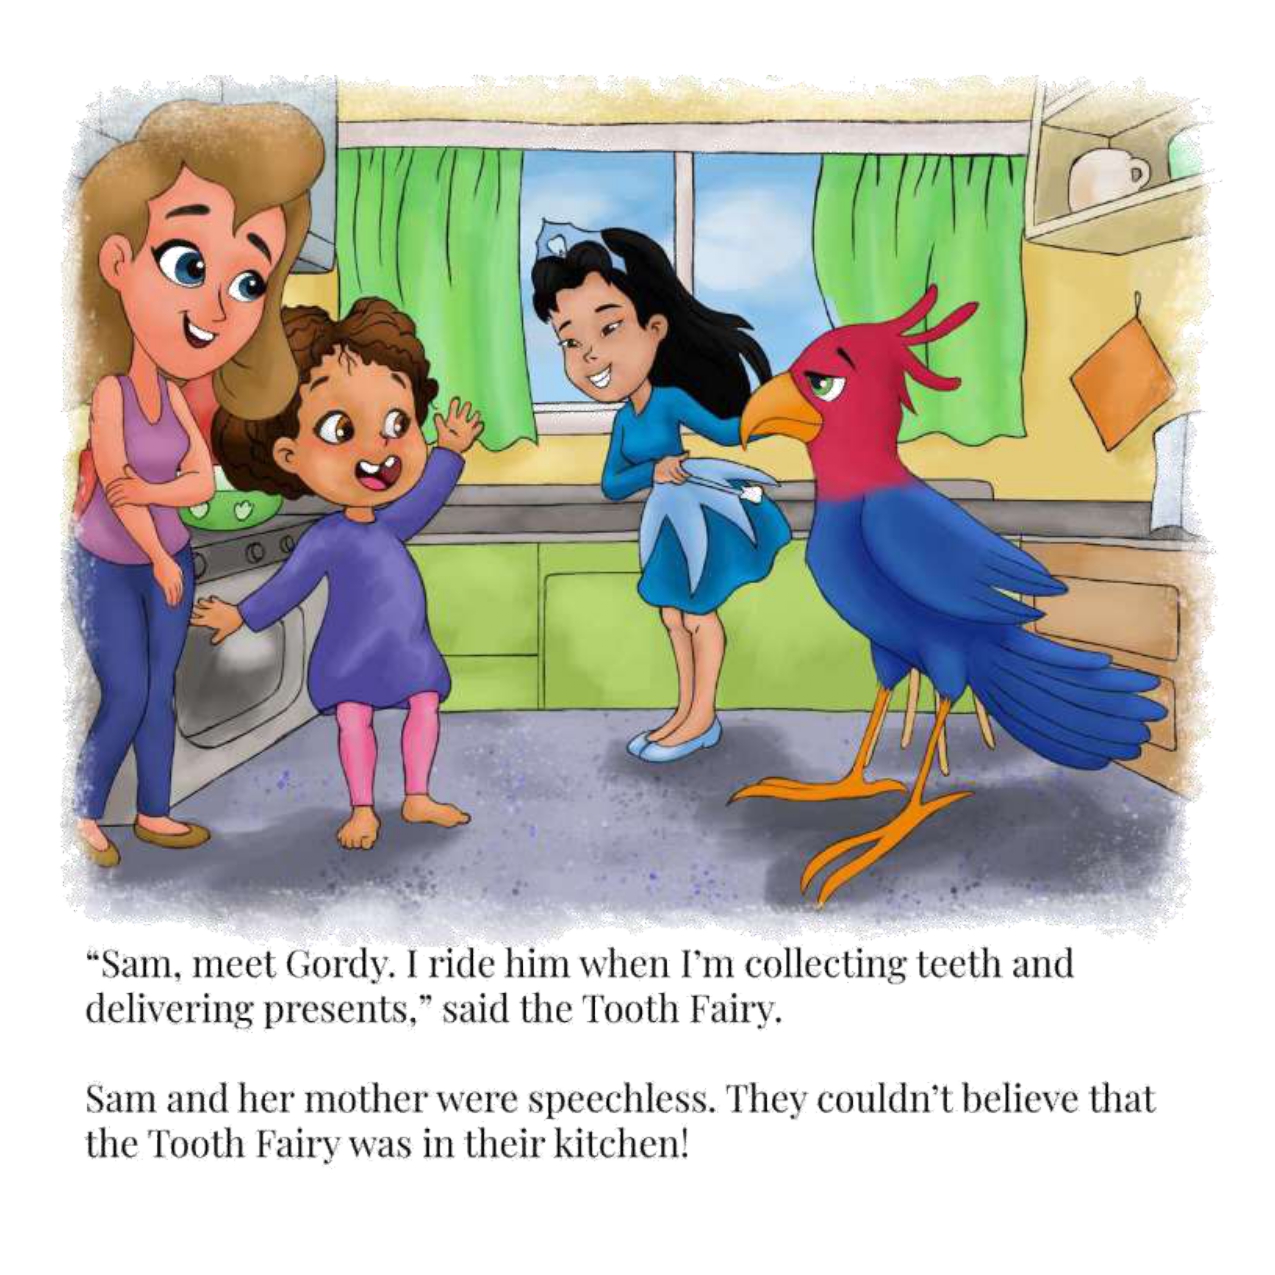 “Sam, meet Gordy. I ride him when I’m collecting teeth and
delivering presents,” said the Tooth Fairy.
Sam and her mother were speechless. They couldn’t believe that
the Tooth Fairy was in their kitchen!